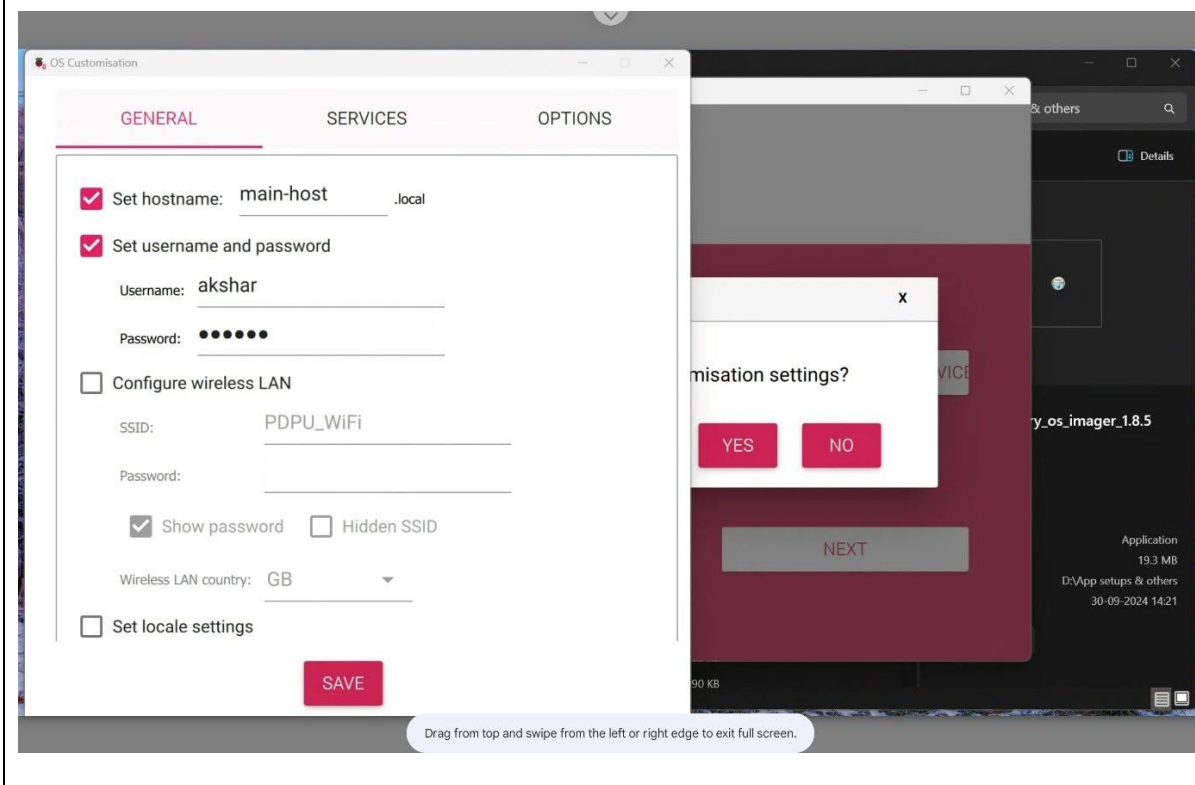 OS Customisation
GENERAL SERVICES OPTIONS
Set hostname: main-host .local
Set username and password
Username: akshar
Password: ●●●●●●
Configure wireless LAN
SSID: PDPU_WiFi
Password:
Show password Hidden SSID
Wireless LAN country: GB
Set locale settings
SAVE
X
misation settings?
YES NO
VICE
NEXT
& others
Details
y_os_imager_1.8.5
Application
19.3 MB
D:\App setups & others
30-09-2024 14:21
90 KB
Drag from top and swipe from the left or right edge to exit full screen.